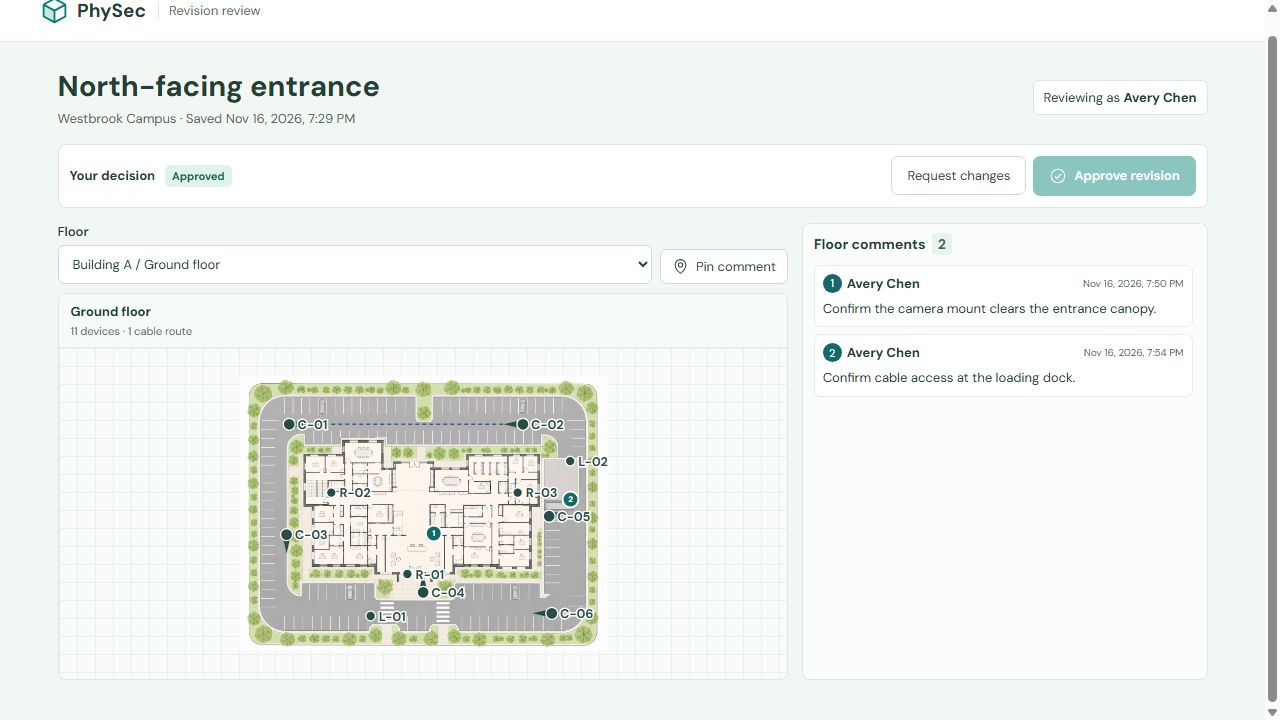 PhySec
Revision review
North-facing entrance
Westbrook Campus · Saved Nov 16, 2026, 7:29 PM
Reviewing as Avery Chen
Your decision
Approved
Request changes
Approve revision
Floor
Building A / Ground floor
Pin comment
Ground floor
11 devices · 1 cable route
C-01
C-02
L-02
R-02
R-03
2
C-05
C-03
1
R-01
C-04
L-01
C-06
Floor comments 2
1 Avery Chen Nov 16, 2026, 7:50 PM
Confirm the camera mount clears the entrance canopy.
2 Avery Chen Nov 16, 2026, 7:54 PM
Confirm cable access at the loading dock.